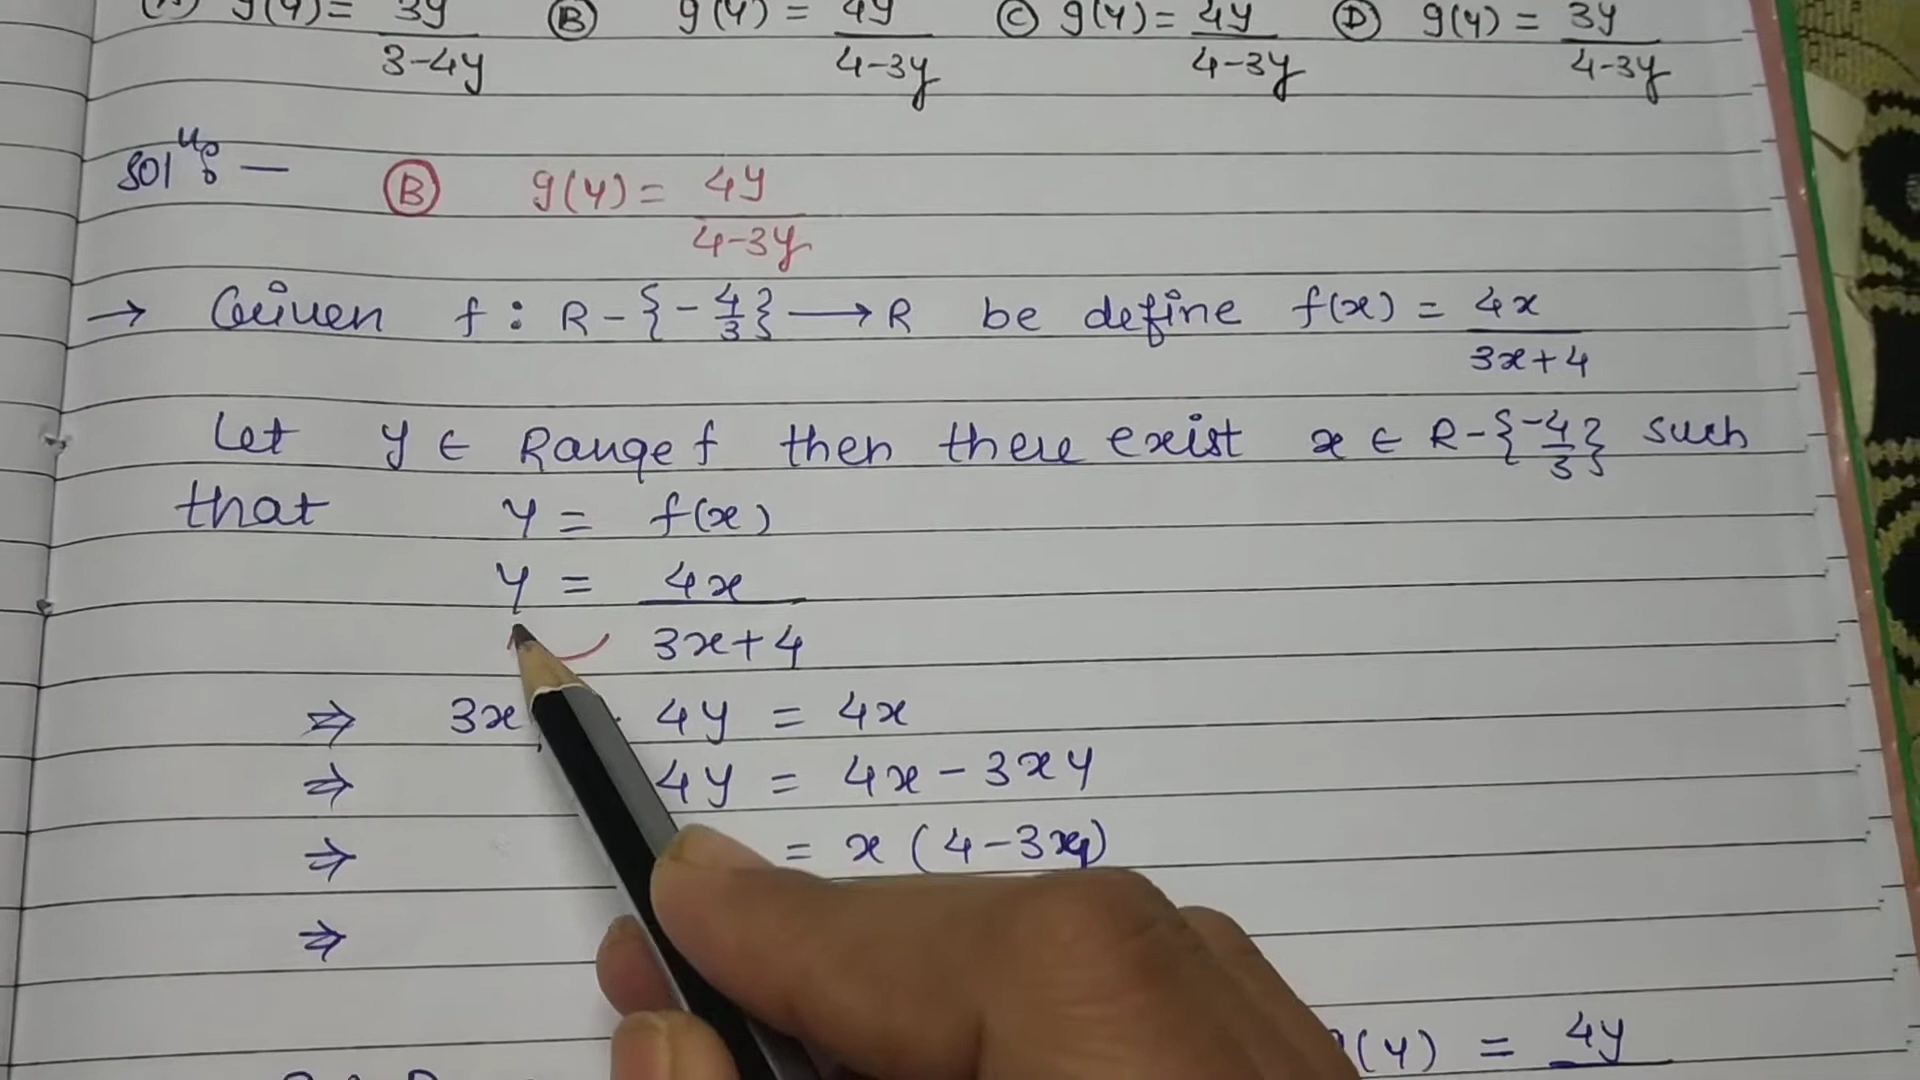 (A) g(y) = 3y/3-4y (B) g(y) = 4y/4-3y (C) g(y) = 4y/4-3y (D) g(y) = 3y/4-3y
Solⁿ: — (B) g(y) = 4y/4-3y
→ Given f : R - {-4/3} ⟶ R be define f(x) = 4x/3x+4
Let y ∈ Range f then there exist x ∈ R - {-4/3} such
that y = f(x)
y = 4x/3x+4
⇒ 3x 4y = 4x
⇒ 4y = 4x - 3xy
⇒ = x (4-3y)
⇒
(y) = 4y